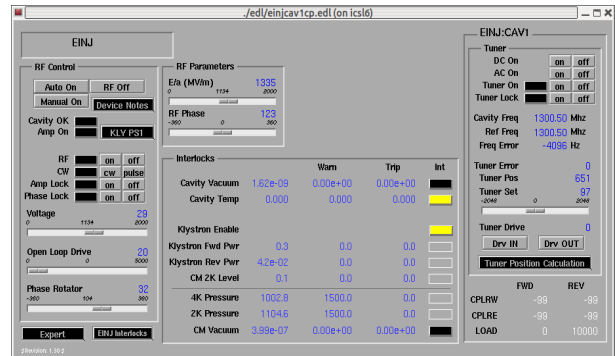 ./edl/einjcav1cp.edl (on icsl6)
EINJ
RF Control
Auto On RF Off
Manual On Device Notes
Cavity OK
Amp On KLY PS1
RF on off
CW cw pulse
Amp Lock on off
Phase Lock on off
Voltage 29
0 1134 8000
Open Loop Drive 20
0 0 5000
Phase Rotator 32
-360 104 360
Expert EINJ Interlocks
RF Parameters
E/a (MV/m) 1335
0 1134 8000
RF Phase 123
-360 0 360
Interlocks
Warn Trip Int
Cavity Vacuum 1.62e-09 0.00e+00 0.00e+00
Cavity Temp 0.000 0.000 0.000
Klystron Enable
Klystron Fwd Pwr 0.3 0.0 0.0
Klystron Rev Pwr 4.2e-02 0.0 0.0
CM 2K Level 0.1 0.0 0.0
4K Pressure 1002.8 1500.0 0.0
2K Pressure 1104.6 1500.0 0.0
CM Vacuum 3.99e-07 0.00e+00 0.00e+00
EINJ:CAV1
Tuner
DC On on off
AC On on off
Tuner On on off
Tuner Lock on off
Cavity Freq 1300.50 Mhz
Ref Freq 1300.50 Mhz
Freq Error -4096 Hz
Tuner Error 0
Tuner Pos 651
Tuner Set 97
-2048 0 2048
Tuner Drive 0
Drv IN Drv OUT
Tuner Position Calculation
FWD REV
CPLRW -99 -99
CPLRE -99 -99
LOAD 0 10000